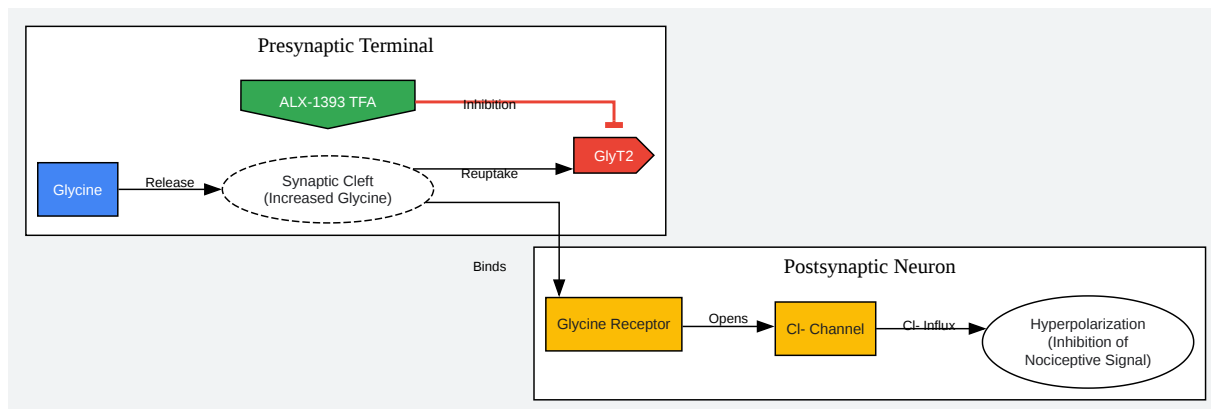 Presynaptic Terminal
ALX-1393 TFA
Inhibition
GlyT2
Glycine
Release
Synaptic Cleft
(Increased Glycine)
Reuptake
Binds
Postsynaptic Neuron
Glycine Receptor
Opens
Cl- Channel
Cl- Influx
Hyperpolarization
(Inhibition of
Nociceptive Signal)